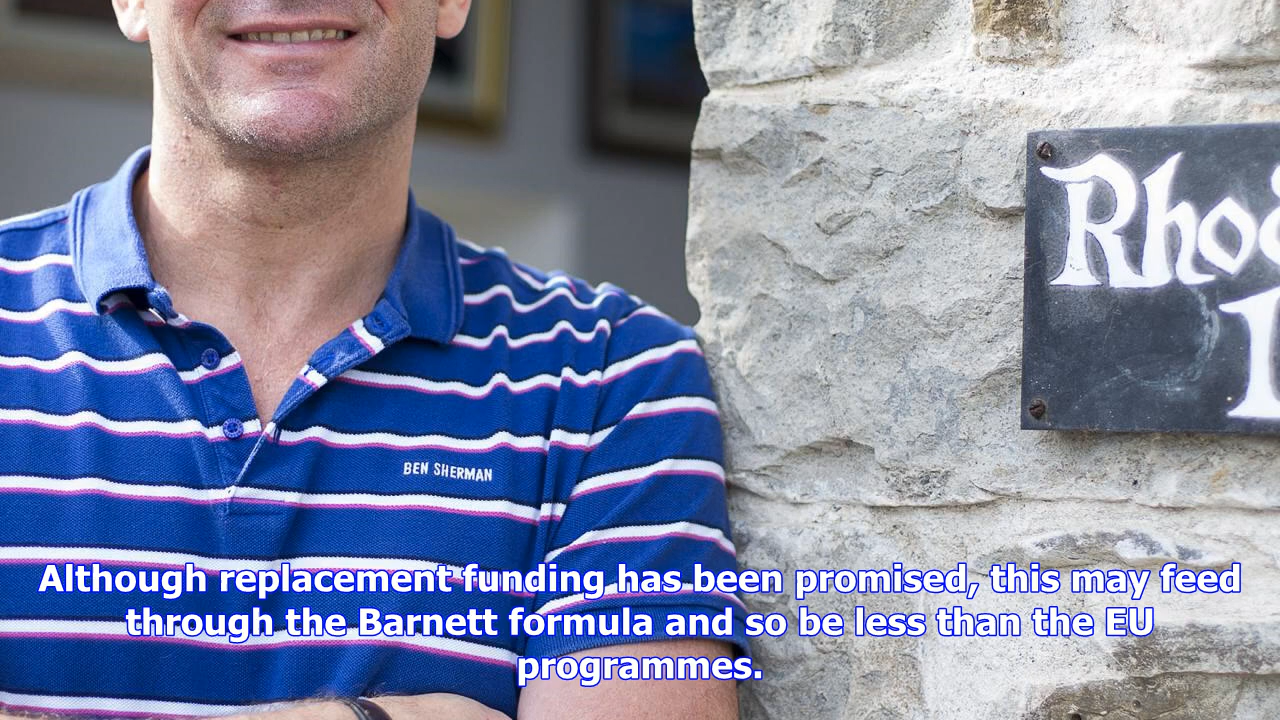 Rho
BEN SHERMAN
Although replacement funding has been promised, this may feed
through the Barnett formula and so be less than the EU
programmes.